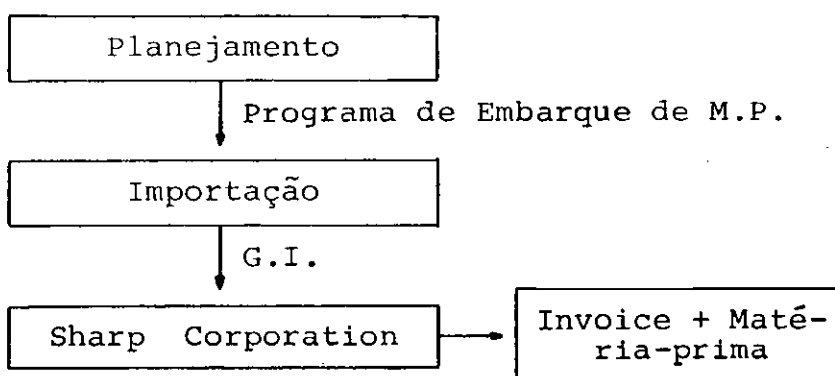 Planejamento
Programa de Embarque de M.P.
Importação
G.I.
Sharp Corporation
Invoice + Maté-
ria-prima